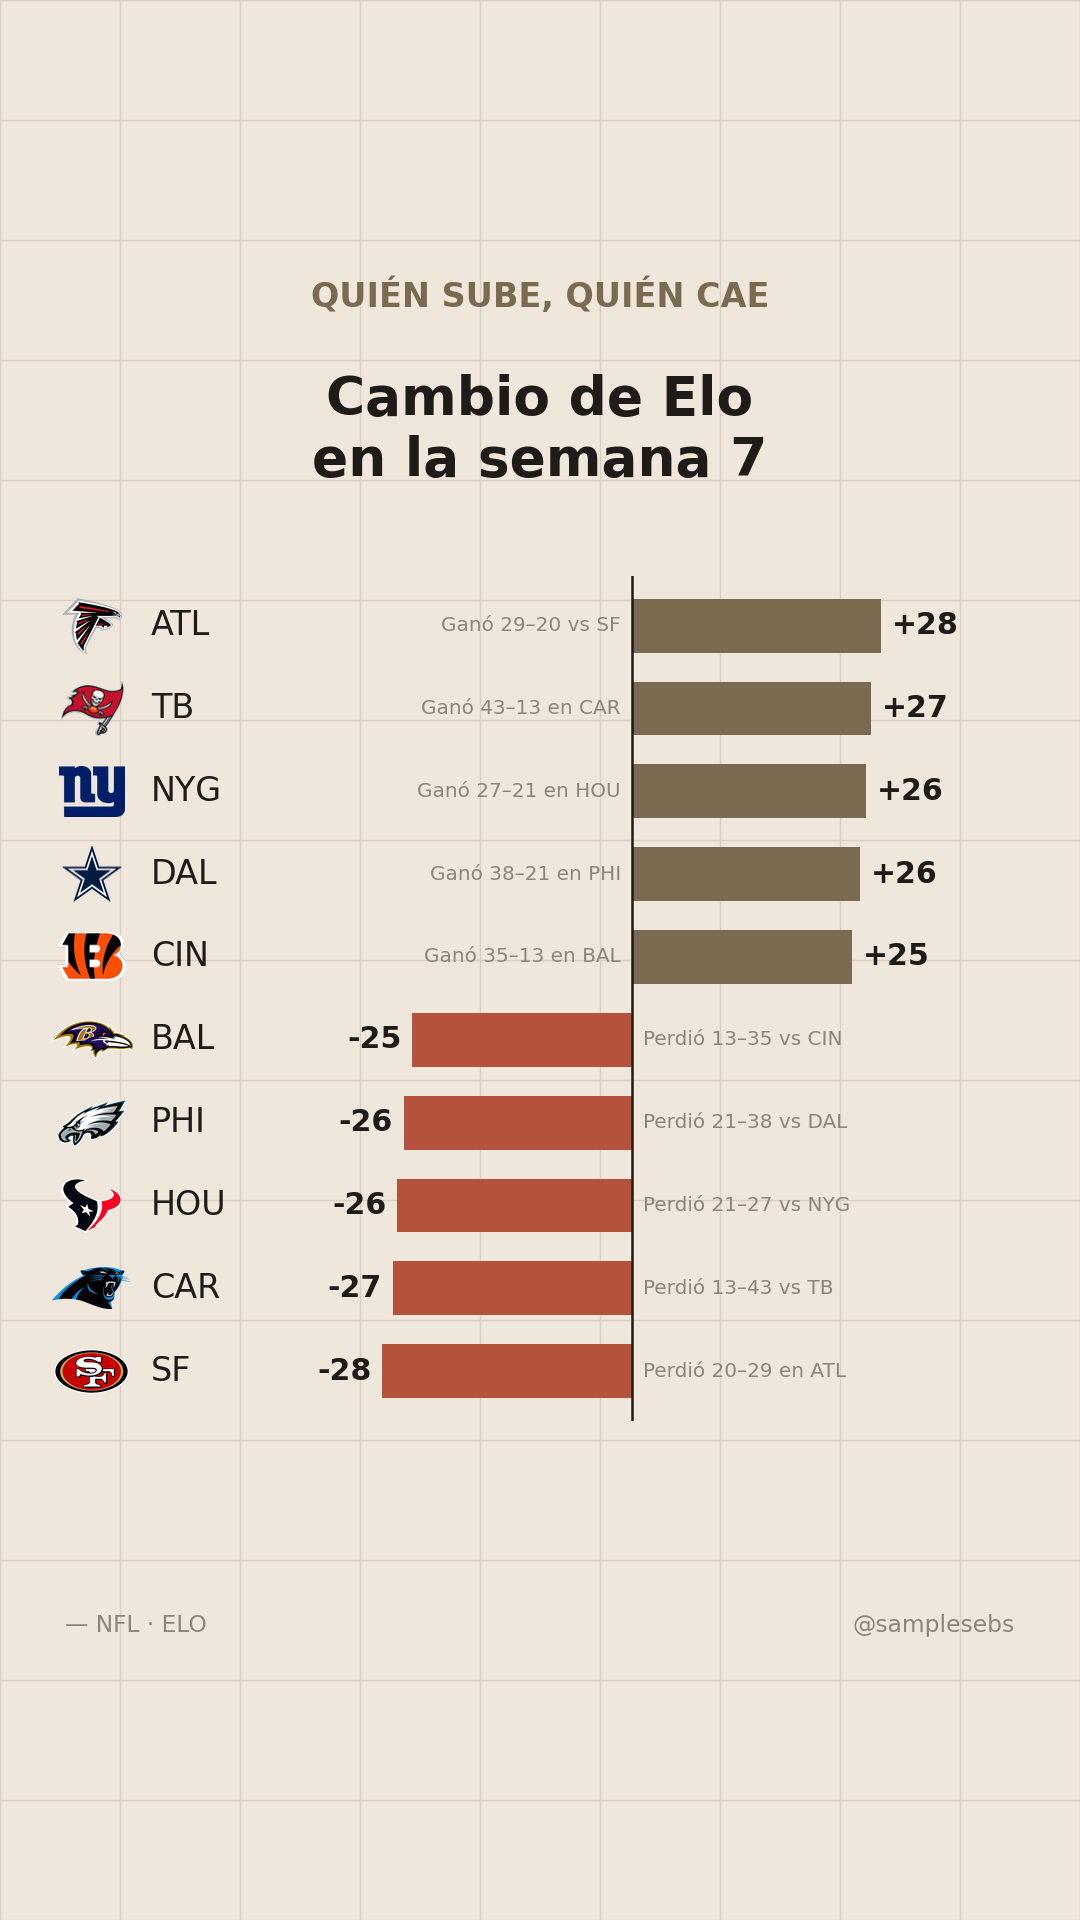 QUIÉN SUBE, QUIÉN CAE
Cambio de Elo
en la semana 7
ATL Ganó 29–20 vs SF +28
TB Ganó 43–13 en CAR +27
NYG Ganó 27–21 en HOU +26
DAL Ganó 38–21 en PHI +26
CIN Ganó 35–13 en BAL +25
BAL -25 Perdió 13–35 vs CIN
PHI -26 Perdió 21–38 vs DAL
HOU -26 Perdió 21–27 vs NYG
CAR -27 Perdió 13–43 vs TB
SF -28 Perdió 20–29 en ATL
— NFL · ELO
@samplesebs